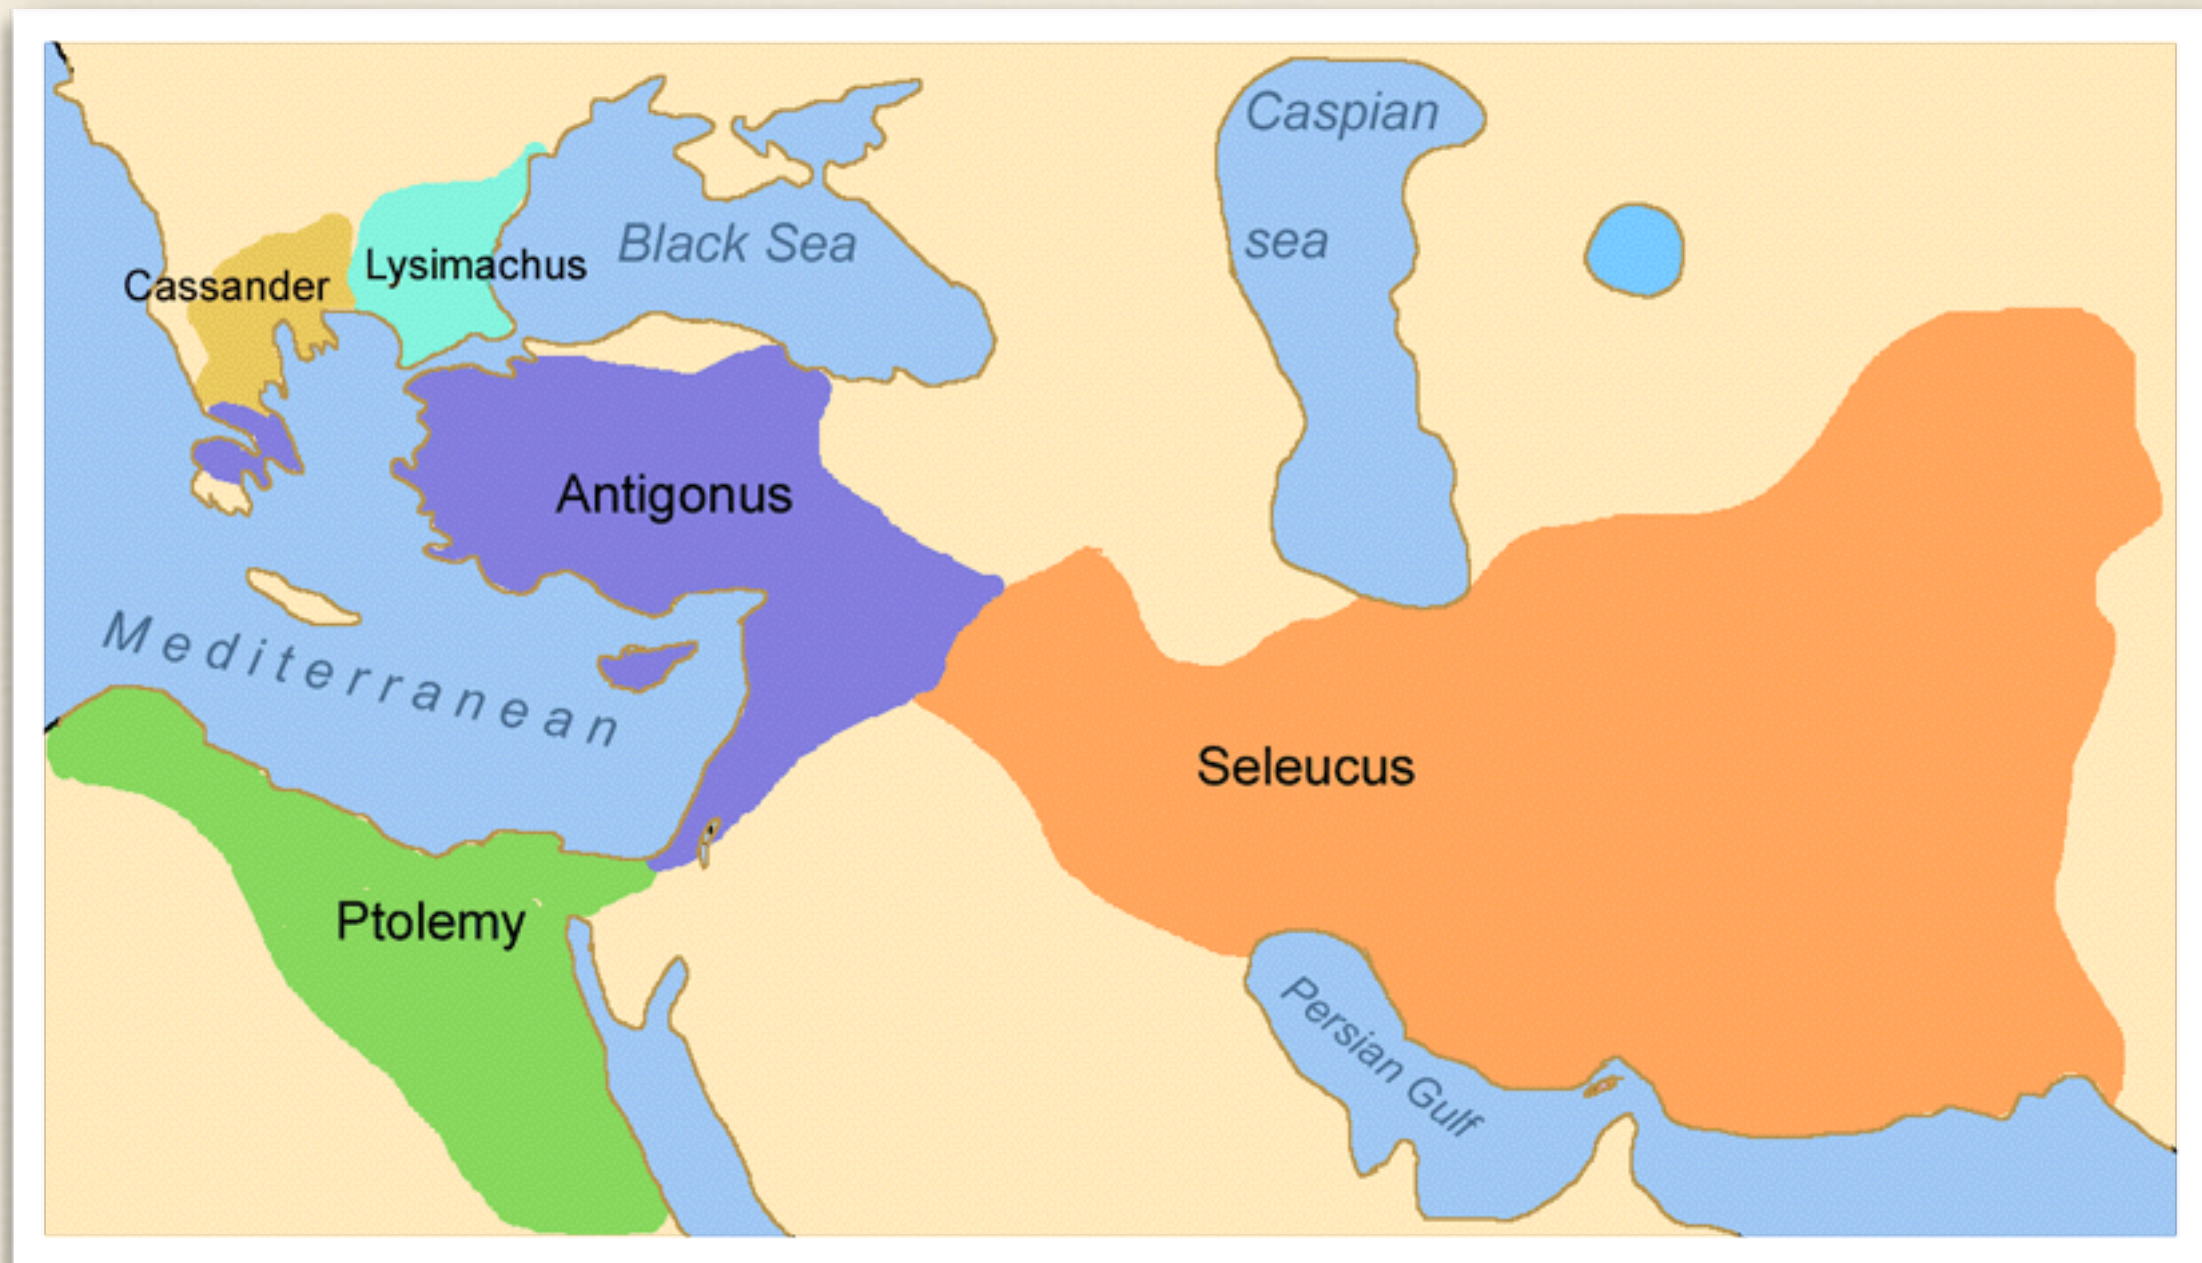 Caspian
sea
Black Sea
Lysimachus
Cassander
Antigonus
Mediterranean
Seleucus
Ptolemy
Persian Gulf